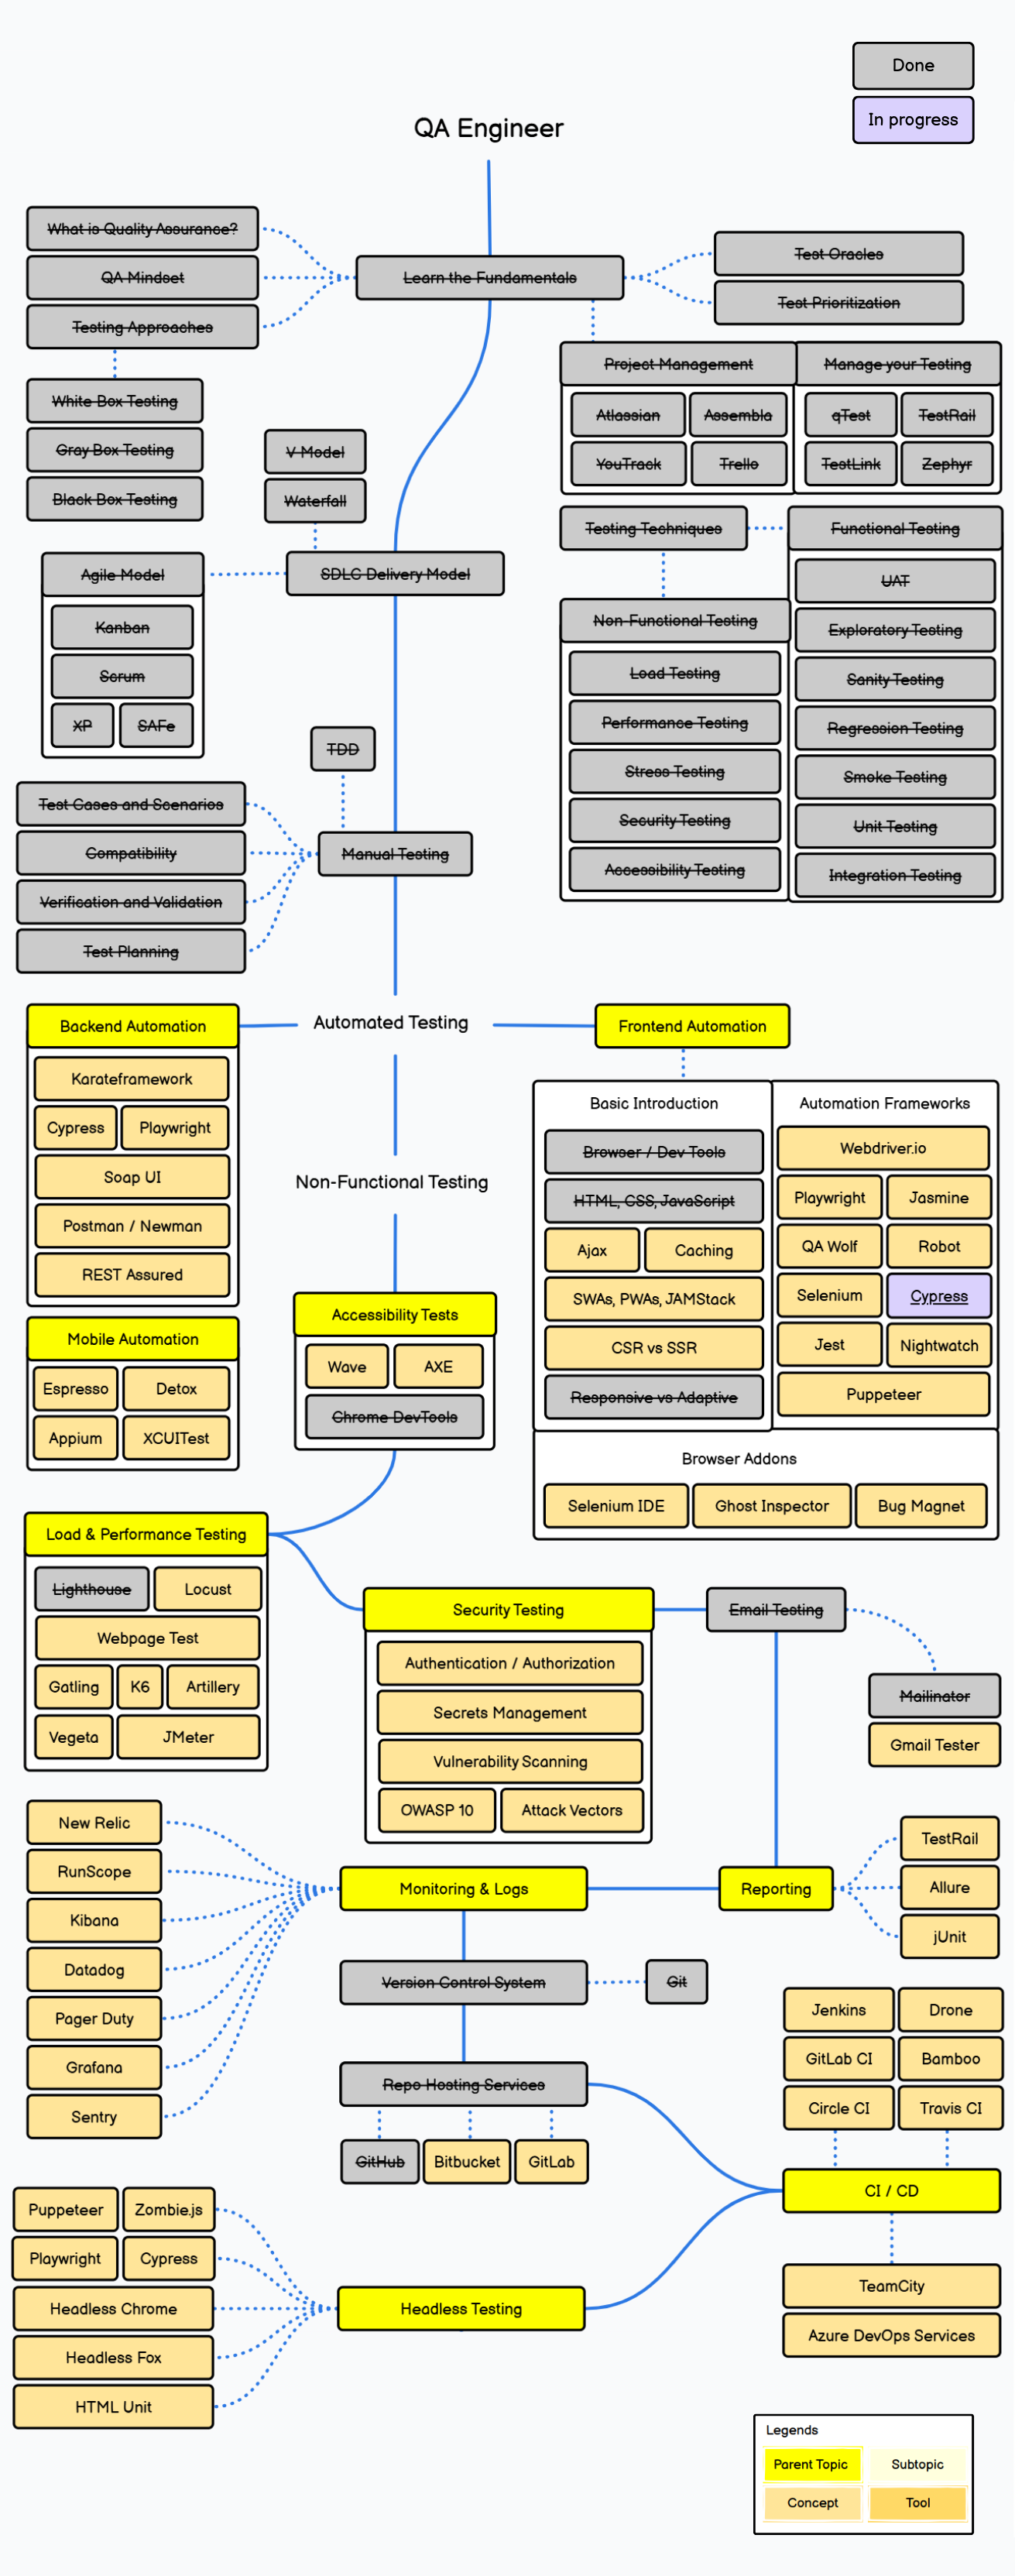 Done
In progress
QA Engineer
What is Quality Assurance?
QA Mindset
Testing Approaches
Learn the Fundamentals
Test Oracles
Test Prioritization
White Box Testing
Gray Box Testing
Black Box Testing
Project Management
Atlassian
Assembla
YouTrack
Trello
Manage your Testing
qTest
TestRail
TestLink
Zephyr
V Model
Waterfall
SDLC Delivery Model
Agile Model
Kanban
Scrum
XP
SAFe
Testing Techniques
Functional Testing
UAT
Exploratory Testing
Sanity Testing
Regression Testing
Smoke Testing
Unit Testing
Integration Testing
Non-Functional Testing
Load Testing
Performance Testing
Stress Testing
Security Testing
Accessibility Testing
TDD
Manual Testing
Test Cases and Scenarios
Compatibility
Verification and Validation
Test Planning
Automated Testing
Backend Automation
Karateframework
Cypress
Playwright
Soap UI
Postman / Newman
REST Assured
Mobile Automation
Espresso
Detox
Appium
XCUITest
Frontend Automation
Basic Introduction
Browser / Dev Tools
HTML, CSS, JavaScript
Ajax
Caching
SWAs, PWAs, JAMStack
CSR vs SSR
Responsive vs Adaptive
Automation Frameworks
Webdriver.io
Playwright
Jasmine
QA Wolf
Robot
Selenium
Cypress
Jest
Nightwatch
Puppeteer
Browser Addons
Selenium IDE
Ghost Inspector
Bug Magnet
Non-Functional Testing
Accessibility Tests
Wave
AXE
Chrome DevTools
Load & Performance Testing
Lighthouse
Locust
Webpage Test
Gatling
K6
Artillery
Vegeta
JMeter
Security Testing
Authentication / Authorization
Secrets Management
Vulnerability Scanning
OWASP 10
Attack Vectors
Email Testing
Mailinator
Gmail Tester
Reporting
TestRail
Allure
jUnit
Monitoring & Logs
New Relic
RunScope
Kibana
Datadog
Pager Duty
Grafana
Sentry
Version Control System
Git
Repo Hosting Services
GitHub
Bitbucket
GitLab
Jenkins
Drone
GitLab CI
Bamboo
Circle CI
Travis CI
CI / CD
TeamCity
Azure DevOps Services
Headless Testing
Puppeteer
Zombie.js
Playwright
Cypress
Headless Chrome
Headless Fox
HTML Unit
Legends
Parent Topic
Subtopic
Concept
Tool